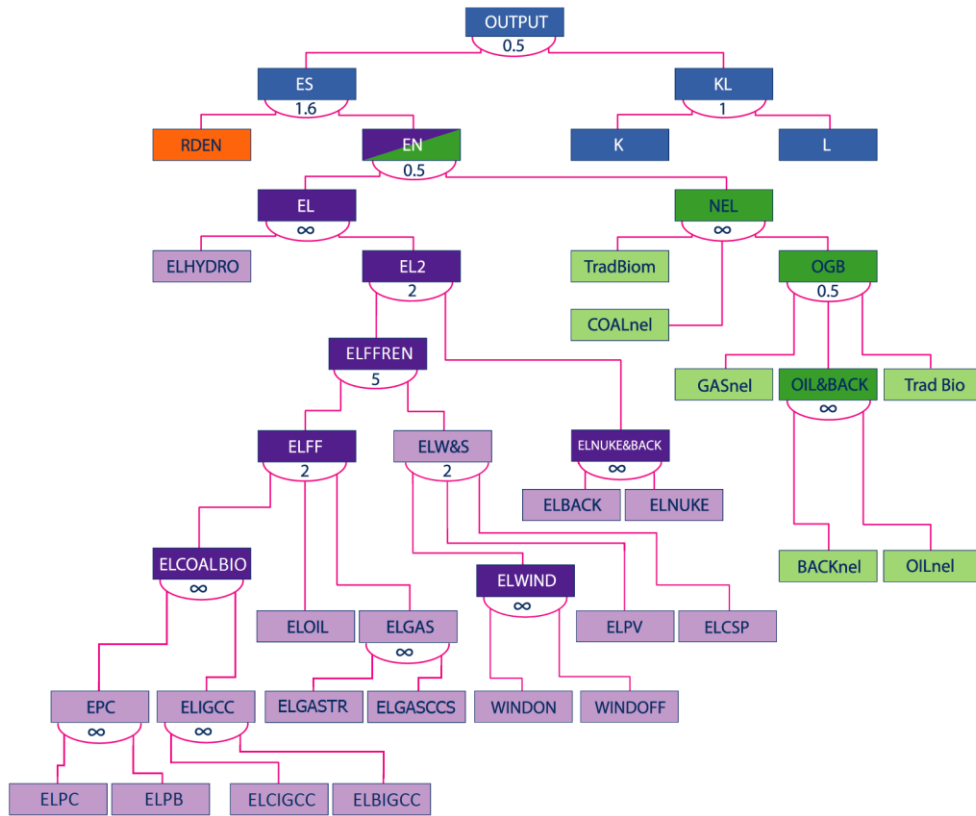 OUTPUT
0.5
ES
KL
1.6
1
RDEN
EN
K
L
0.5
EL
NEL
∞
∞
ELHYDRO
EL2
TradBiom
OGB
2
0.5
COALnel
ELFFREN
5
GASnel
OIL&BACK
Trad Bio
∞
ELFF
ELW&S
ELNUKE&BACK
2
2
∞
ELBACK
ELNUKE
ELCOALBIO
BACKnel
OILnel
∞
ELWIND
∞
ELOIL
ELGAS
ELPV
ELCSP
∞
EPC
ELIGCC
ELGASTR
ELGASCCS
WINDON
WINDOFF
∞
∞
ELPC
ELPB
ELCIGCC
ELBIGCC